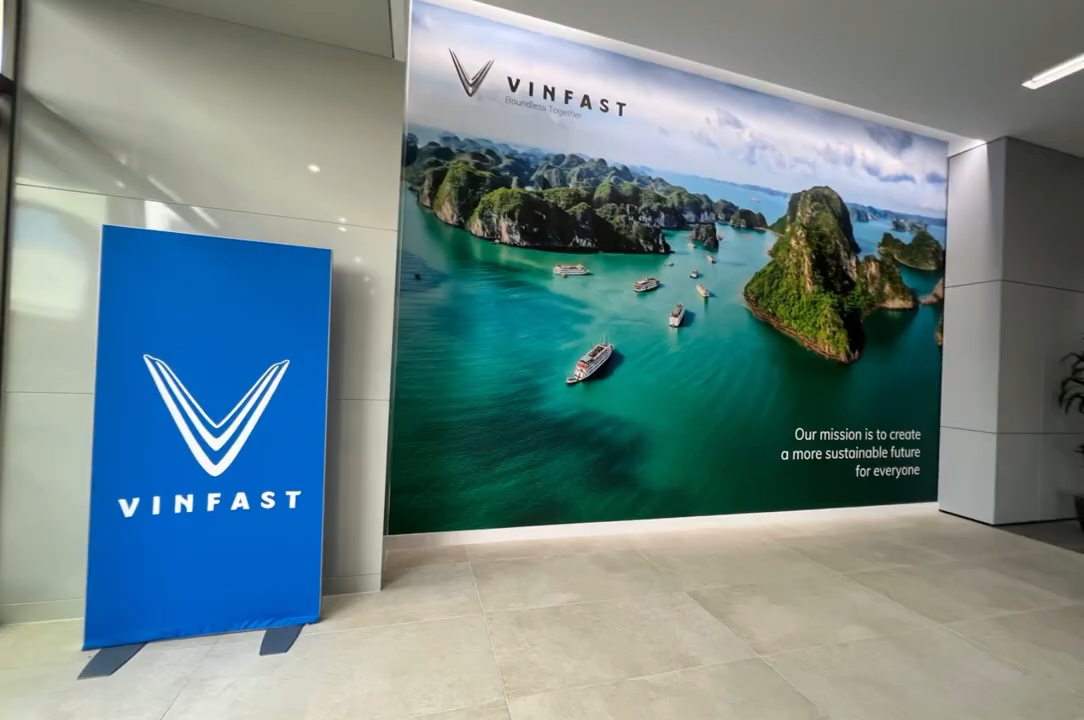 VINFAST
Boundless Together
Our mission is to create
a more sustainable future
for everyone
VINFAST